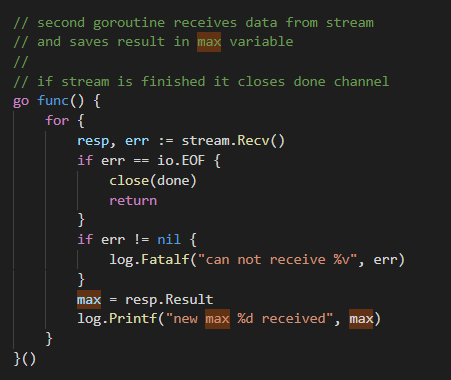 // second goroutine receives data from stream
// and saves result in max variable
//
// if stream is finished it closes done channel
go func() {
    for {
        resp, err := stream.Recv()
        if err == io.EOF {
            close(done)
            return
        }
        if err != nil {
            log.Fatalf("can not receive %v", err)
        }
        max = resp.Result
        log.Printf("new max %d received", max)
    }
}()